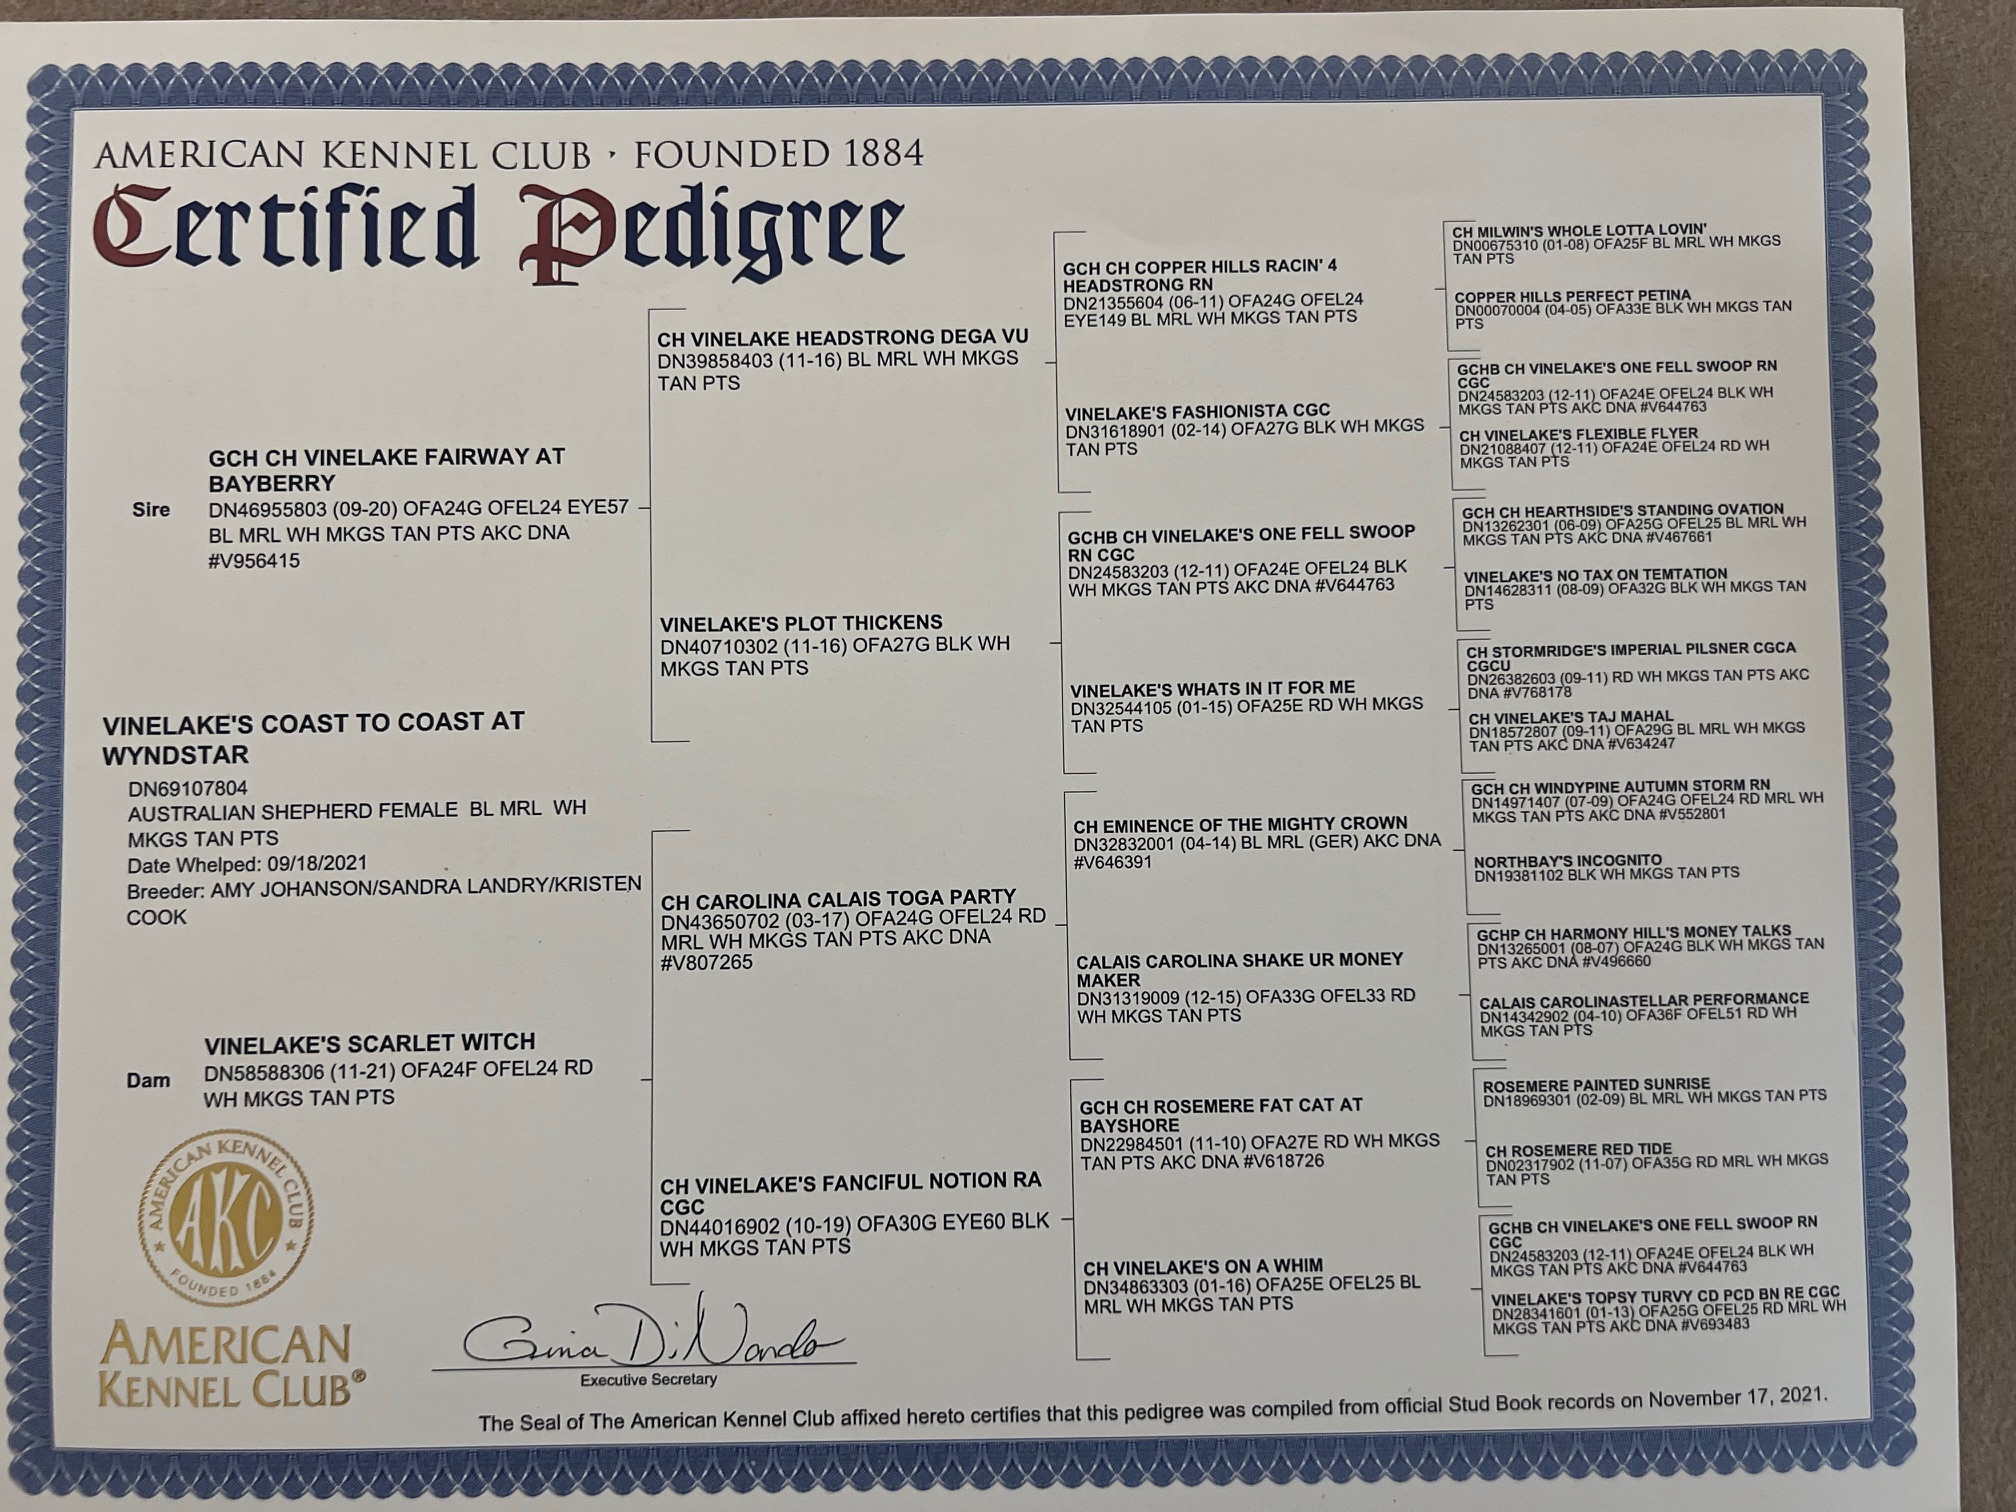 AMERICAN KENNEL CLUB · FOUNDED 1884
Certified Pedigree
Sire
GCH CH VINELAKE FAIRWAY AT
BAYBERRY
DN46955803 (09-20) OFA24G OFEL24 EYE57
BL MRL WH MKGS TAN PTS AKC DNA
#V956415
VINELAKE'S COAST TO COAST AT
WYNDSTAR
DN69107804
AUSTRALIAN SHEPHERD FEMALE BL MRL WH
MKGS TAN PTS
Date Whelped: 09/18/2021
Breeder: AMY JOHANSON/SANDRA LANDRY/KRISTEN
COOK
Dam
VINELAKE'S SCARLET WITCH
DN58588306 (11-21) OFA24F OFEL24 RD
WH MKGS TAN PTS
CH VINELAKE HEADSTRONG DEGA VU
DN39858403 (11-16) BL MRL WH MKGS
TAN PTS
VINELAKE'S PLOT THICKENS
DN40710302 (11-16) OFA27G BLK WH
MKGS TAN PTS
CH CAROLINA CALAIS TOGA PARTY
DN43650702 (03-17) OFA24G OFEL24 RD
MRL WH MKGS TAN PTS AKC DNA
#V807265
CH VINELAKE'S FANCIFUL NOTION RA
CGC
DN44016902 (10-19) OFA30G EYE60 BLK
WH MKGS TAN PTS
GCH CH COPPER HILLS RACIN' 4
HEADSTRONG RN
DN21355604 (06-11) OFA24G OFEL24
EYE149 BL MRL WH MKGS TAN PTS
VINELAKE'S FASHIONISTA CGC
DN31618901 (02-14) OFA27G BLK WH MKGS
TAN PTS
GCHB CH VINELAKE'S ONE FELL SWOOP
RN CGC
DN24583203 (12-11) OFA24E OFEL24 BLK
WH MKGS TAN PTS AKC DNA #V644763
VINELAKE'S WHATS IN IT FOR ME
DN32544105 (01-15) OFA25E RD WH MKGS
TAN PTS
CH EMINENCE OF THE MIGHTY CROWN
DN32832001 (04-14) BL MRL (GER) AKC DNA
#V646391
CALAIS CAROLINA SHAKE UR MONEY
MAKER
DN31319009 (12-15) OFA33G OFEL33 RD
WH MKGS TAN PTS
GCH CH ROSEMERE FAT CAT AT
BAYSHORE
DN22984501 (11-10) OFA27E RD WH MKGS
TAN PTS AKC DNA #V618726
CH VINELAKE'S ON A WHIM
DN34863303 (01-16) OFA25E OFEL25 BL
MRL WH MKGS TAN PTS
CH MILWIN'S WHOLE LOTTA LOVIN'
DN00675310 (01-08) OFA25F BL MRL WH MKGS
TAN PTS
COPPER HILLS PERFECT PETINA
DN00070004 (04-05) OFA33E BLK WH MKGS TAN
PTS
GCHB CH VINELAKE'S ONE FELL SWOOP RN
CGC
DN24583203 (12-11) OFA24E OFEL24 BLK WH
MKGS TAN PTS AKC DNA #V644763
CH VINELAKE'S FLEXIBLE FLYER
DN21088407 (12-11) OFA24E OFEL24 RD WH
MKGS TAN PTS
GCH CH HEARTHSIDE'S STANDING OVATION
DN13262301 (06-09) OFA25G OFEL25 BL MRL WH
MKGS TAN PTS AKC DNA #V467661
VINELAKE'S NO TAX ON TEMTATION
DN14628311 (08-09) OFA32G BLK WH MKGS TAN
PTS
CH STORMRIDGE'S IMPERIAL PILSNER CGCA
CGCU
DN26382603 (09-11) RD WH MKGS TAN PTS AKC
DNA #V768178
CH VINELAKE'S TAJ MAHAL
DN18572807 (09-11) OFA29G BL MRL WH MKGS
TAN PTS AKC DNA #V634247
GCH CH WINDYPINE AUTUMN STORM RN
DN14971407 (07-09) OFA24G OFEL24 RD MRL WH
MKGS TAN PTS AKC DNA #V552801
NORTHBAY'S INCOGNITO
DN19381102 BLK WH MKGS TAN PTS
GCHP CH HARMONY HILL'S MONEY TALKS
DN13265001 (08-07) OFA24G BLK WH MKGS TAN
PTS AKC DNA #V496660
CALAIS CAROLINASTELLAR PERFORMANCE
DN14342902 (04-10) OFA36F OFEL51 RD WH
MKGS TAN PTS
ROSEMERE PAINTED SUNRISE
DN18969301 (02-09) BL MRL WH MKGS TAN PTS
CH ROSEMERE RED TIDE
DN02317902 (11-07) OFA35G RD MRL WH MKGS
TAN PTS
GCHB CH VINELAKE'S ONE FELL SWOOP RN
CGC
DN24583203 (12-11) OFA24E OFEL24 BLK WH
MKGS TAN PTS AKC DNA #V644763
VINELAKE'S TOPSY TURVY CD PCD BN RE CGC
DN28341601 (01-13) OFA25G OFEL25 RD MRL WH
MKGS TAN PTS AKC DNA #V693483
AMERICAN KENNEL CLUB
AKC
FOUNDED 1884
AMERICAN
KENNEL CLUB®
Gina DiNardo
Executive Secretary
The Seal of The American Kennel Club affixed hereto certifies that this pedigree was compiled from official Stud Book records on November 17, 2021.